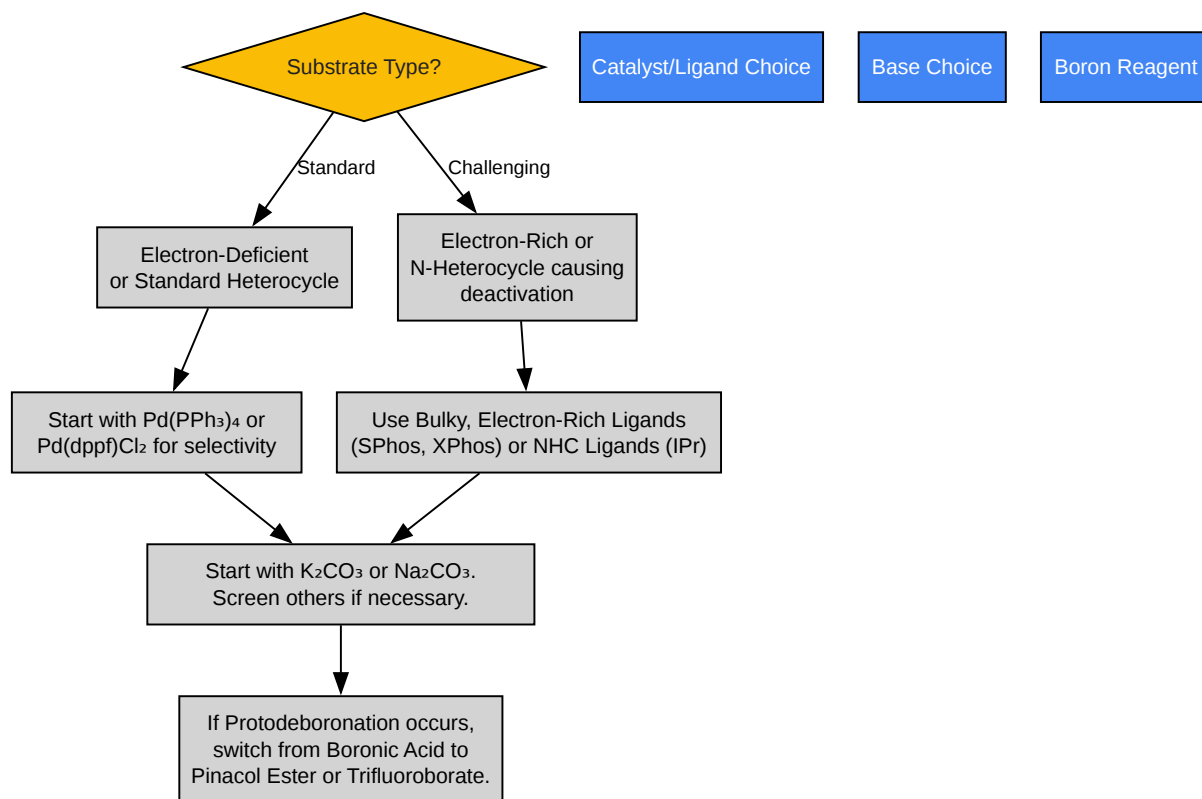 Substrate Type?
Catalyst/Ligand Choice
Base Choice
Boron Reagent
Standard
Challenging
Electron-Deficient
or Standard Heterocycle
Electron-Rich or
N-Heterocycle causing
deactivation
Start with Pd(PPh₃)₄ or
Pd(dppf)Cl₂ for selectivity
Use Bulky, Electron-Rich Ligands
(SPhos, XPhos) or NHC Ligands (IPr)
Start with K₂CO₃ or Na₂CO₃.
Screen others if necessary.
If Protodeboronation occurs,
switch from Boronic Acid to
Pinacol Ester or Trifluoroborate.